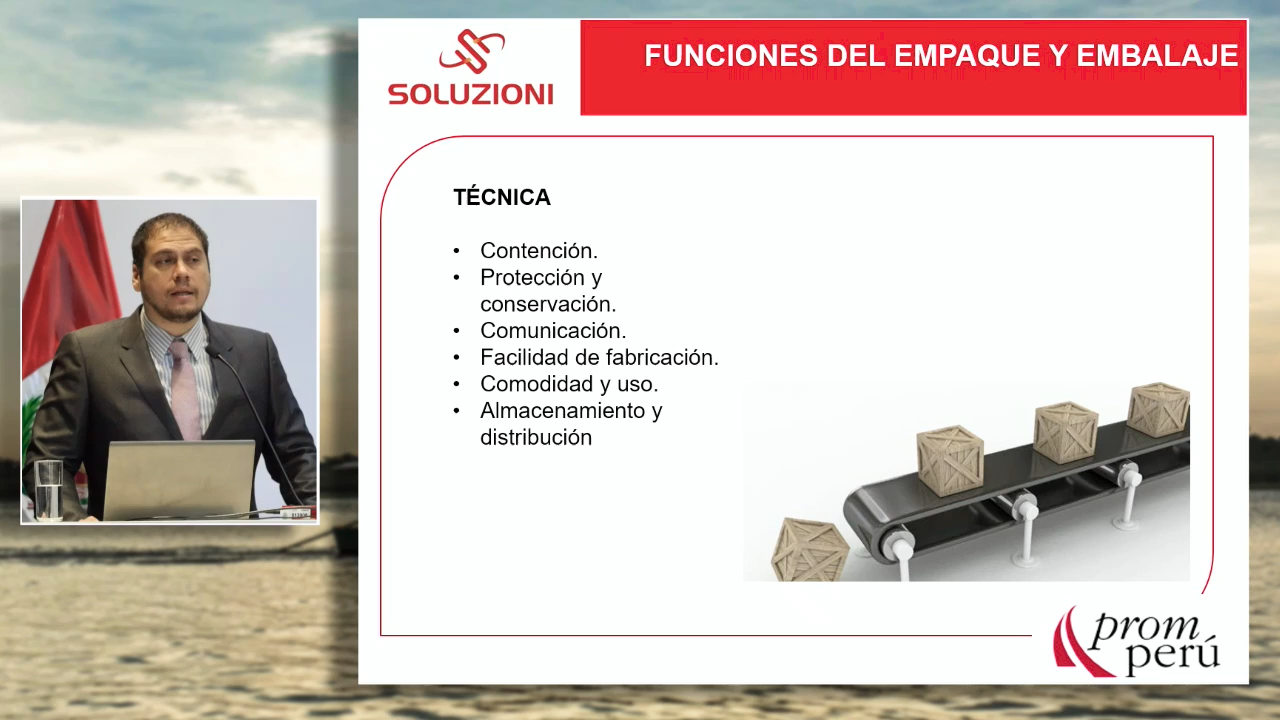 SOLUZIONI
FUNCIONES DEL EMPAQUE Y EMBALAJE
TÉCNICA
• Contención.
• Protección y
conservación.
• Comunicación.
• Facilidad de fabricación.
• Comodidad y uso.
• Almacenamiento y
distribución
prom
perú